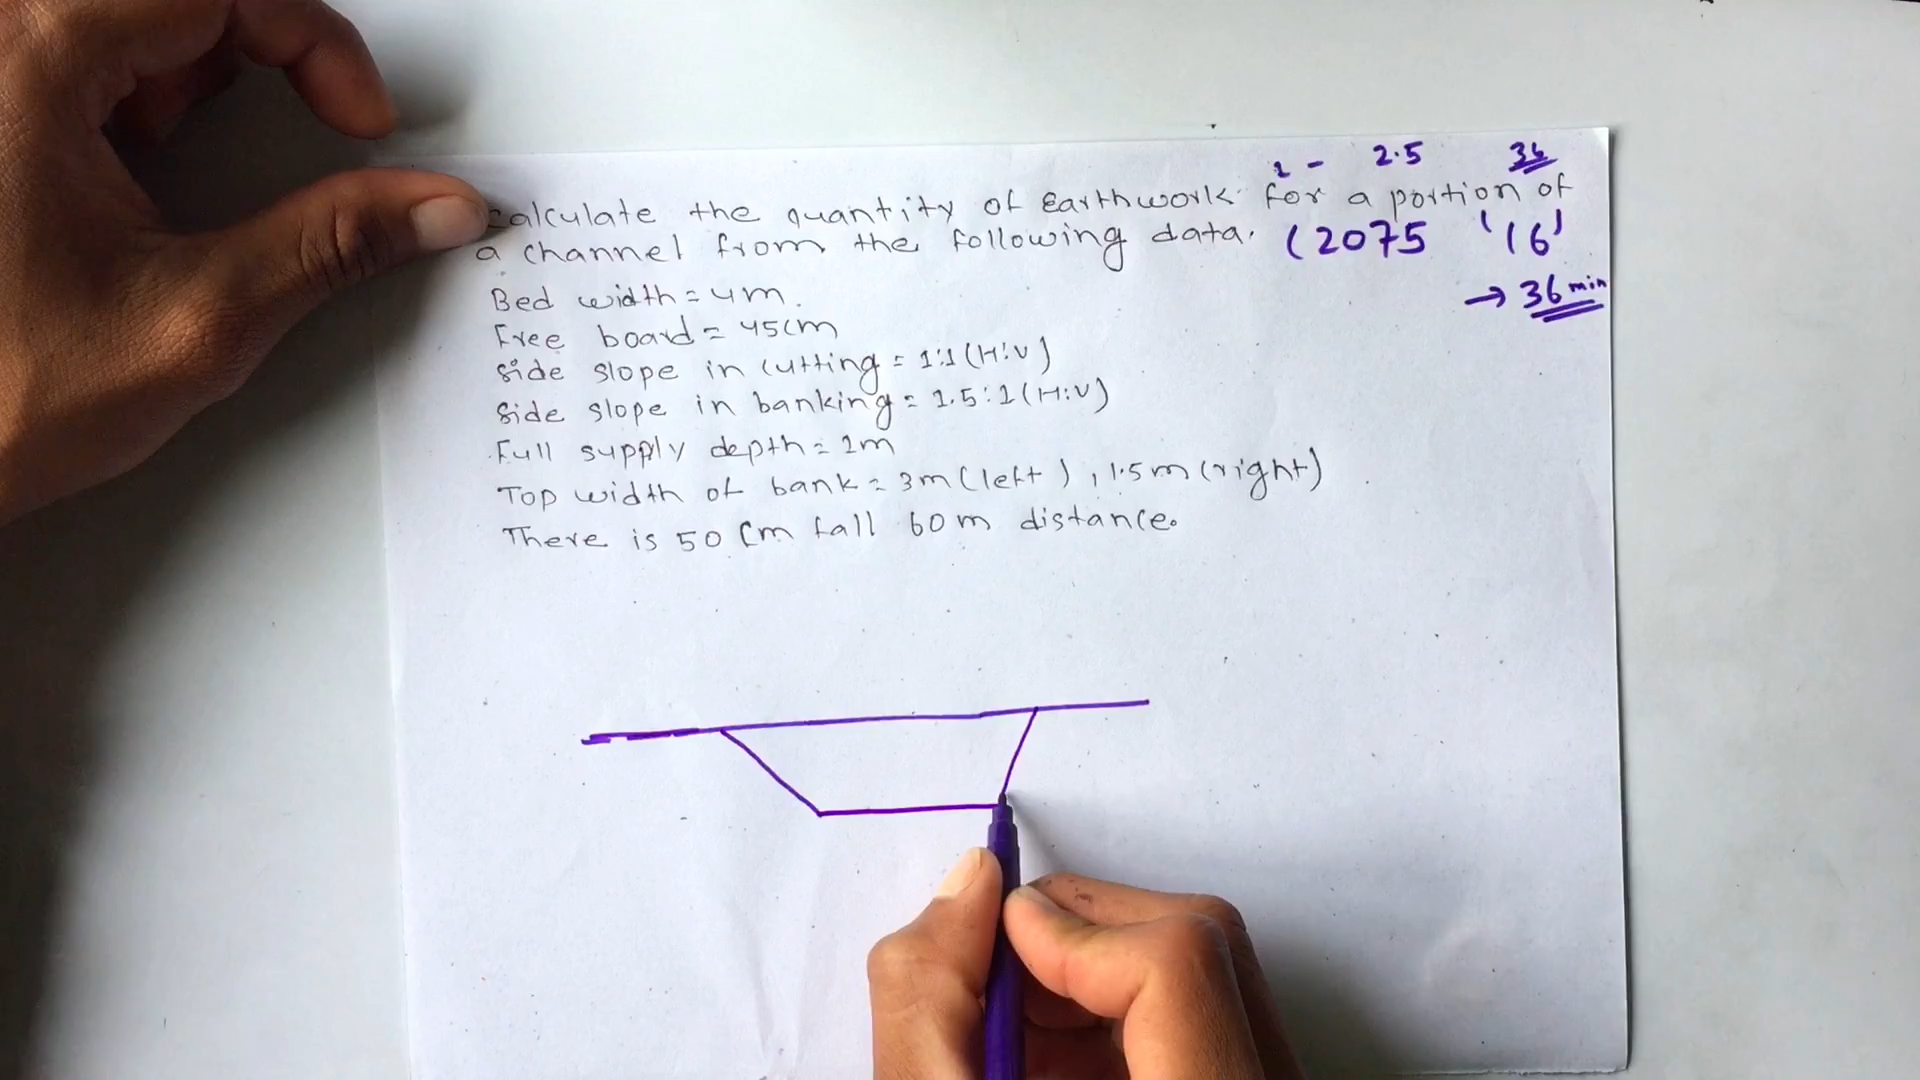 1 - 2.5 36
Calculate the quantity of Earthwork for a portion of
a channel from the following data. (2075 '16'
→ 36 min
Bed width = 4m.
Free board = 45cm
Side slope in cutting = 1:1 (H:V)
Side slope in banking = 1.5:1 (H:V)
Full supply depth = 1m
Top width of bank = 3m (left), 1.5m (right)
There is 50 cm fall 60m distance.